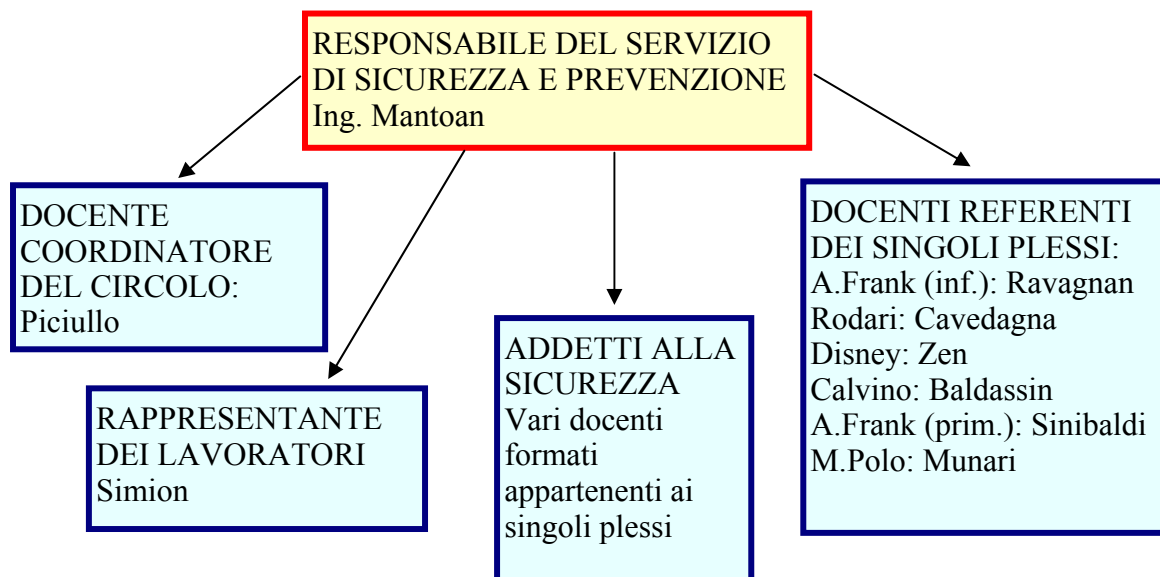 RESPONSABILE DEL SERVIZIO
DI SICUREZZA E PREVENZIONE
Ing. Mantoan
DOCENTE
COORDINATORE
DEL CIRCOLO:
Piciullo
RAPPRESENTANTE
DEI LAVORATORI
Simion
ADDETTI ALLA
SICUREZZA
Vari docenti
formati
appartenenti ai
singoli plessi
DOCENTI REFERENTI
DEI SINGOLI PLESSI:
A.Frank (inf.): Ravagnan
Rodari: Cavedagna
Disney: Zen
Calvino: Baldassin
A.Frank (prim.): Sinibaldi
M.Polo: Munari